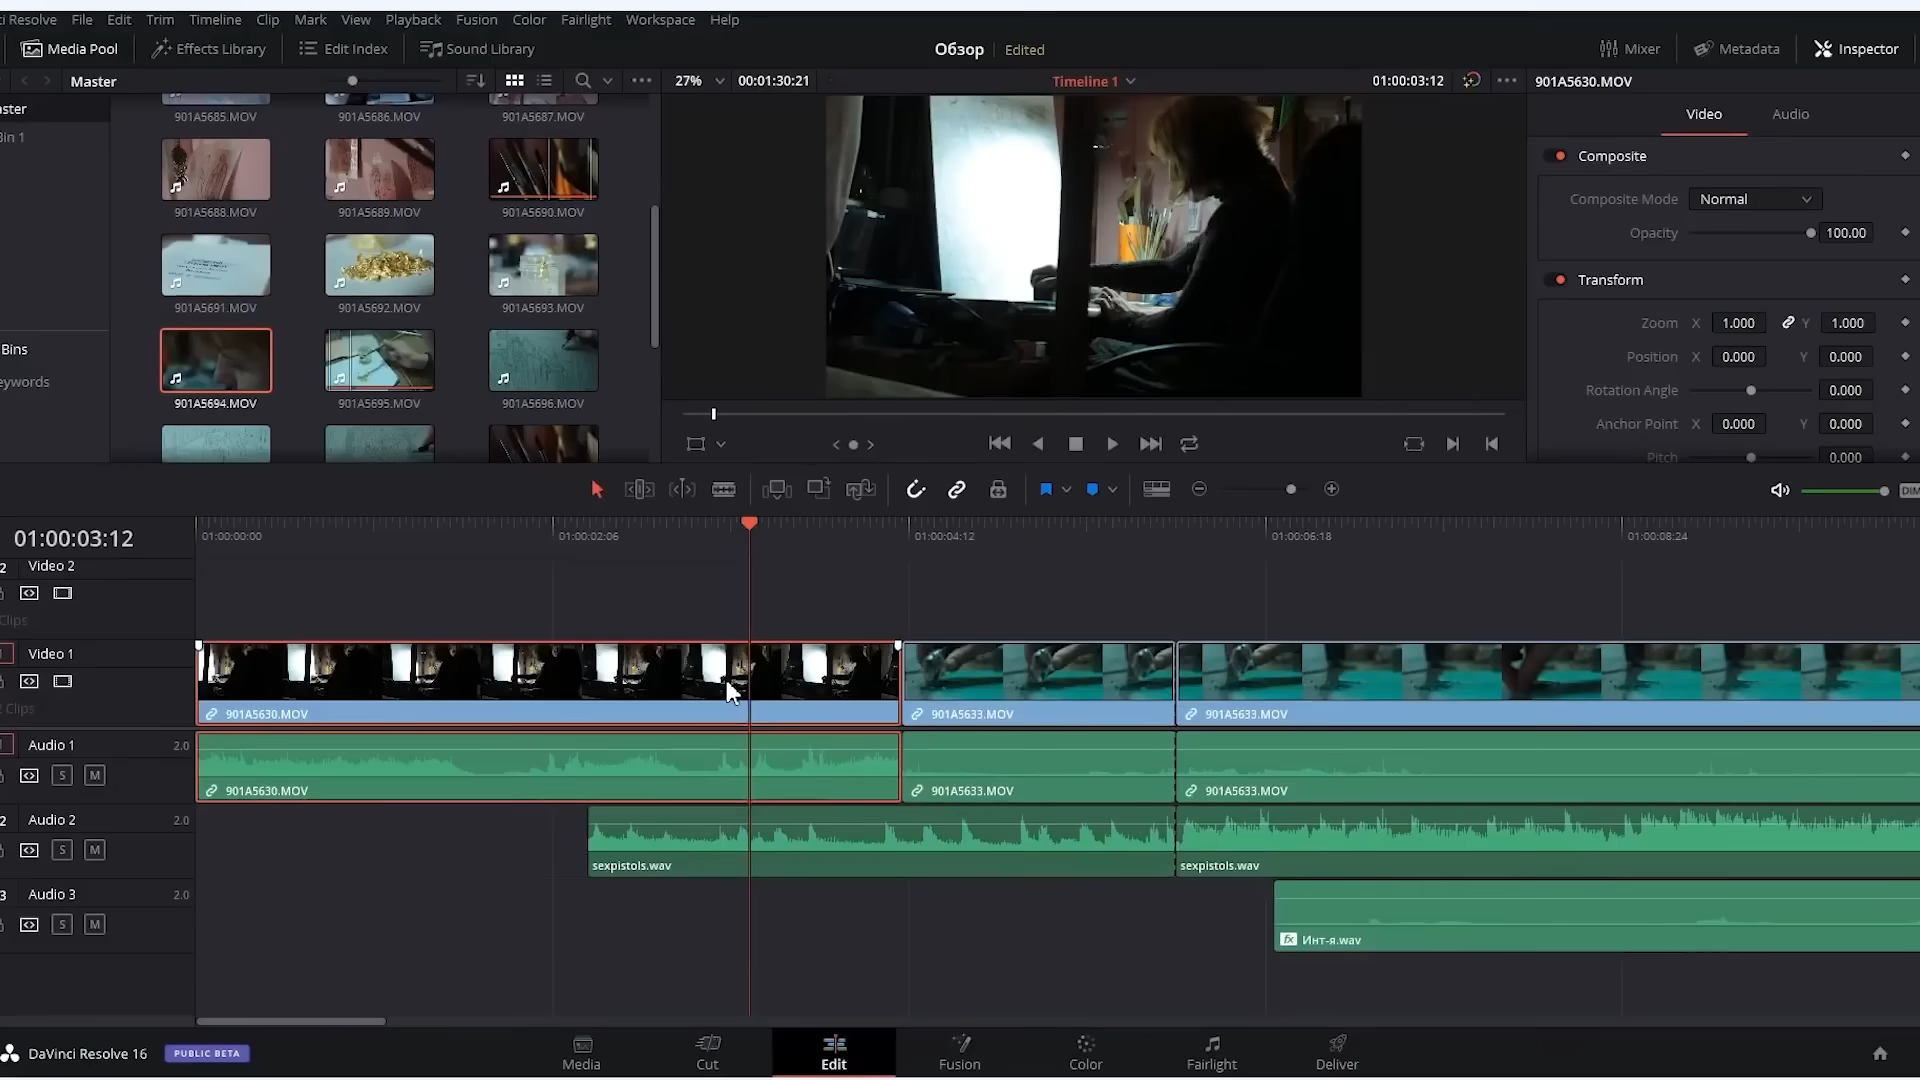 ci Resolve File Edit Trim Timeline Clip Mark View Playback Fusion Color Fairlight Workspace Help
Media Pool Effects Library Edit Index Sound Library Обзор Edited Mixer Metadata Inspector
Master 27% 00:01:30:21 Timeline 1 01:00:03:12 901A5630.MOV
ster
Bin 1
901A5685.MOV 901A5686.MOV 901A5687.MOV
901A5688.MOV 901A5689.MOV 901A5690.MOV
901A5691.MOV 901A5692.MOV 901A5693.MOV
Bins
eywords
901A5694.MOV 901A5695.MOV 901A5696.MOV
Video Audio
Composite
Composite Mode Normal
Opacity 100.00
Transform
Zoom X 1.000 Y 1.000
Position X 0.000 Y 0.000
Rotation Angle 0.000
Anchor Point X 0.000 Y 0.000
Pitch 0.000
DIM
01:00:03:12
01:00:00:00 01:00:02:06 01:00:04:12 01:00:06:18 01:00:08:24
2 Video 2
Clips
Video 1
2 Clips
901A5630.MOV 901A5633.MOV 901A5633.MOV
Audio 1 2.0
S M
901A5630.MOV 901A5633.MOV 901A5633.MOV
2 Audio 2 2.0
S M
sexpistols.wav sexpistols.wav
3 Audio 3 2.0
S M
fx Инт-я.wav
DaVinci Resolve 16 PUBLIC BETA
Media Cut Edit Fusion Color Fairlight Deliver